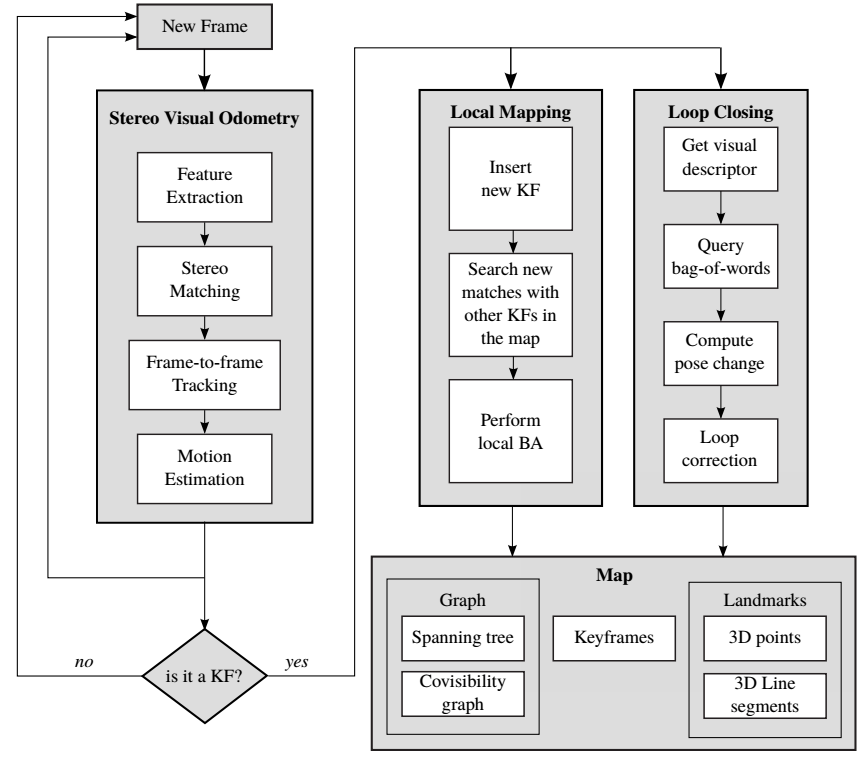 New Frame
Stereo Visual Odometry
Feature
Extraction
Stereo
Matching
Frame-to-frame
Tracking
Motion
Estimation
is it a KF?
no
yes
Local Mapping
Insert
new KF
Search new
matches with
other KFs in
the map
Perform
local BA
Loop Closing
Get visual
descriptor
Query
bag-of-words
Compute
pose change
Loop
correction
Map
Graph
Spanning tree
Covisibility
graph
Keyframes
Landmarks
3D points
3D Line
segments